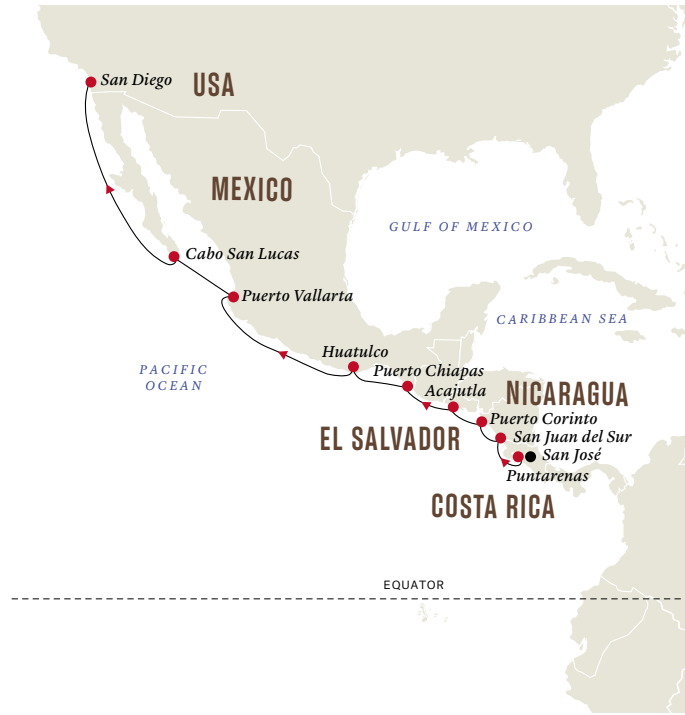 San Diego
USA
MEXICO
GULF OF MEXICO
Cabo San Lucas
Puerto Vallarta
CARIBBEAN SEA
Huatulco
PACIFIC
OCEAN
Puerto Chiapas
Acajutla
NICARAGUA
Puerto Corinto
EL SALVADOR
San Juan del Sur
San José
Puntarenas
COSTA RICA
EQUATOR